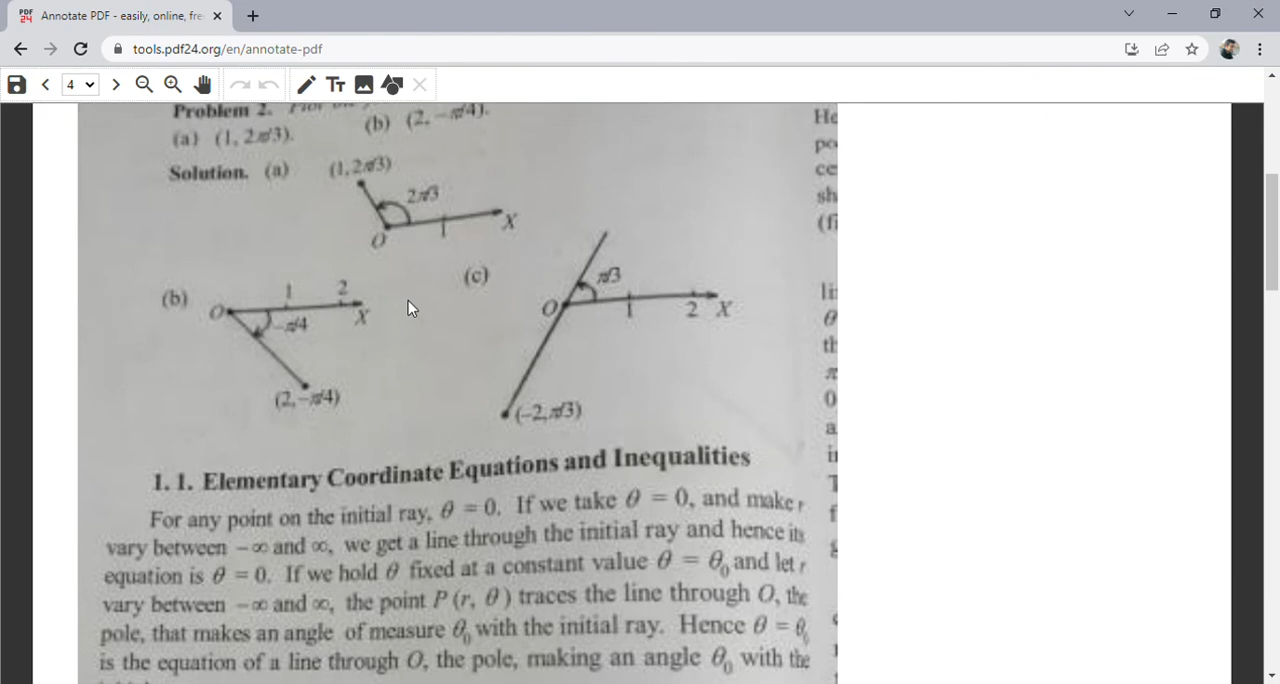 Annotate PDF - easily, online, fre
tools.pdf24.org/en/annotate-pdf
4
Problem 2.
(a) (1, 2π/3).
(b) (2, -π/4).
Solution. (a)
(1, 2π/3)
2π/3
O
X
(b)
O
1
2
X
-π/4
(2, -π/4)
(c)
π/3
O
1
2
X
(-2, π/3)
1. 1. Elementary Coordinate Equations and Inequalities
For any point on the initial ray, θ = 0. If we take θ = 0, and make r
vary between -∞ and ∞, we get a line through the initial ray and hence its
equation is θ = 0. If we hold θ fixed at a constant value θ = θ₀ and let r
vary between -∞ and ∞, the point P (r, θ) traces the line through O, the
pole, that makes an angle of measure θ₀ with the initial ray. Hence θ = θ₀
is the equation of a line through O, the pole, making an angle θ₀ with the